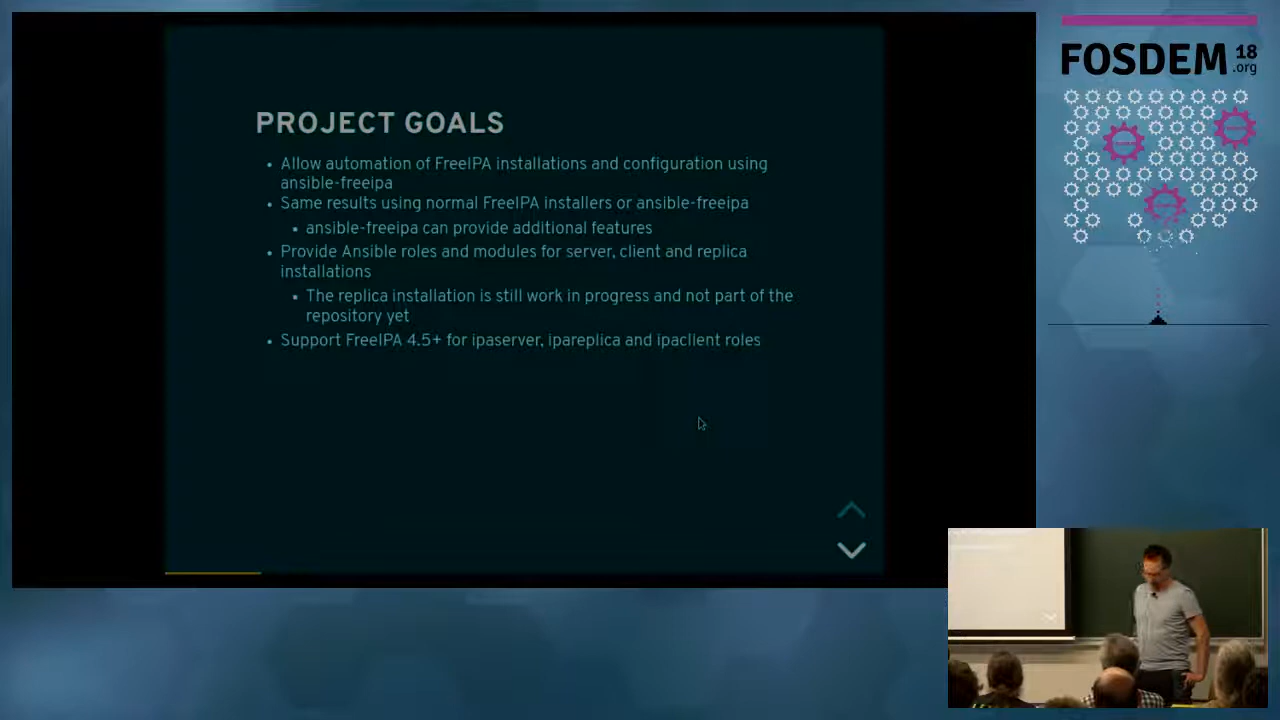 PROJECT GOALS
• Allow automation of FreeIPA installations and configuration using
ansible-freeipa
• Same results using normal FreeIPA installers or ansible-freeipa
▪ ansible-freeipa can provide additional features
• Provide Ansible roles and modules for server, client and replica
installations
▪ The replica installation is still work in progress and not part of the
repository yet
• Support FreeIPA 4.5+ for ipaserver, ipareplica and ipaclient roles
FOSDEM 18
.org